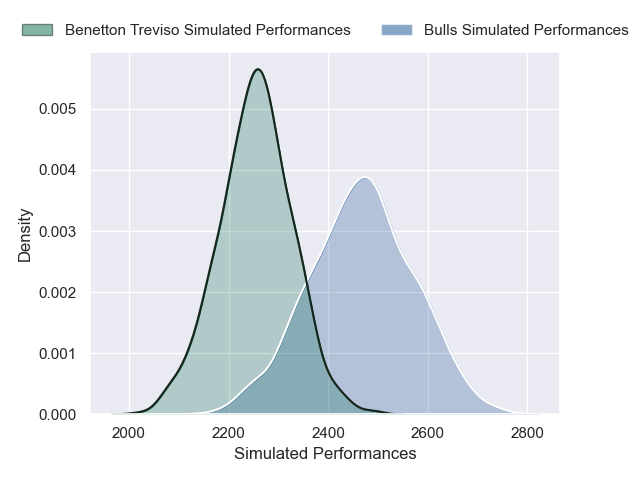 Benetton Treviso Simulated Performances Bulls Simulated Performances
0.005
0.004
0.003
0.002
0.001
0.000
Density
2000 2200 2400 2600 2800
Simulated Performances